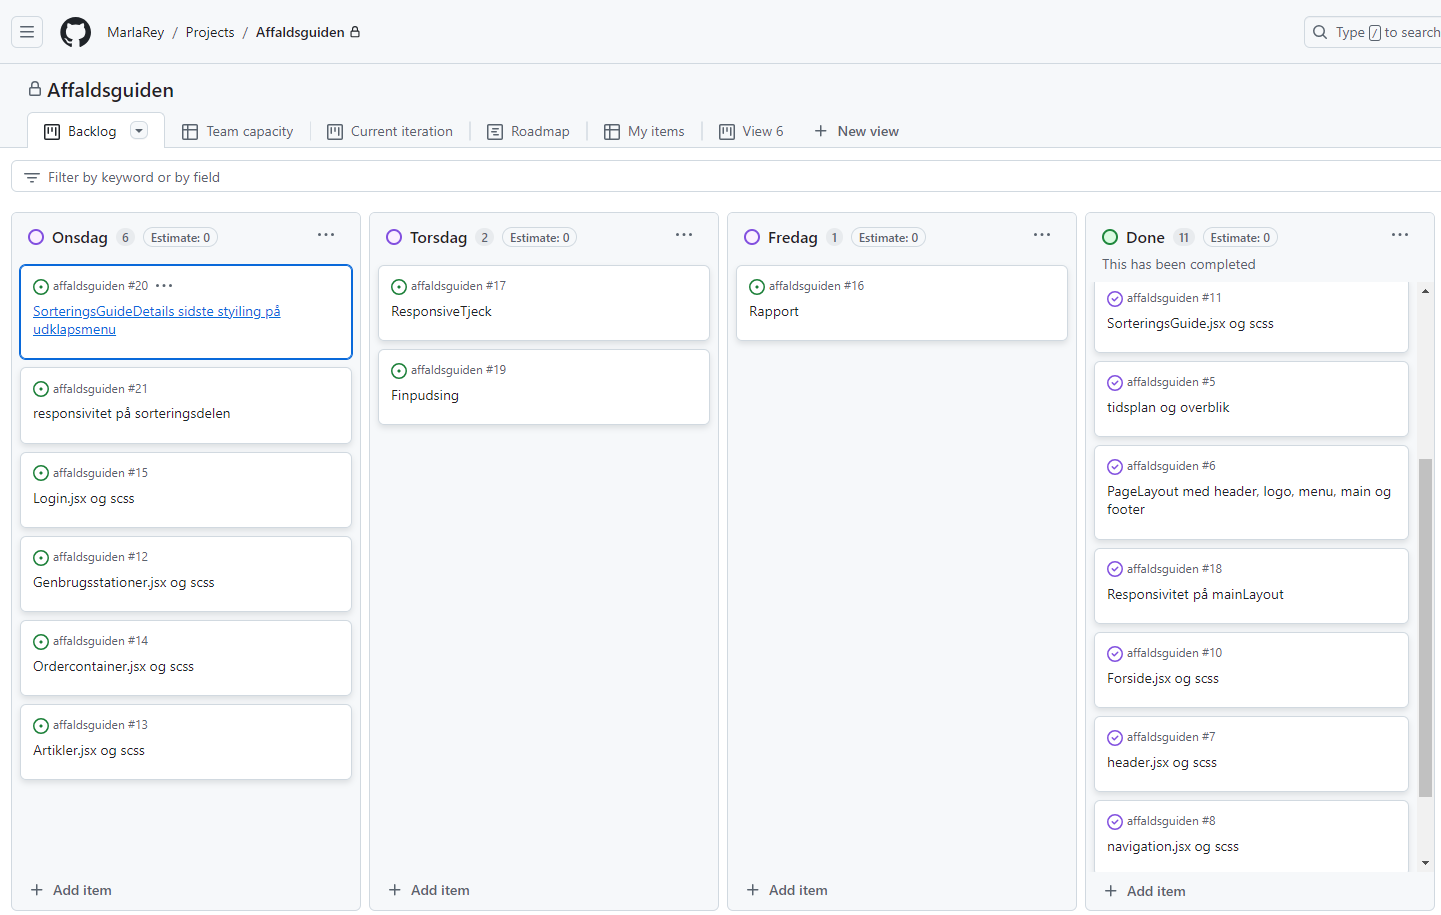 MarlaRey / Projects / Affaldsguiden
Type / to search
Affaldsguiden
Backlog
Team capacity
Current iteration
Roadmap
My items
View 6
New view
Filter by keyword or by field
Onsdag 6 Estimate: 0
affaldsguiden #20
SorteringsGuideDetails sidste styiling på
udklapsmenu
affaldsguiden #21
responsivitet på sorteringsdelen
affaldsguiden #15
Login.jsx og scss
affaldsguiden #12
Genbrugsstationer.jsx og scss
affaldsguiden #14
Ordercontainer.jsx og scss
affaldsguiden #13
Artikler.jsx og scss
Add item
Torsdag 2 Estimate: 0
affaldsguiden #17
ResponsiveTjeck
affaldsguiden #19
Finpudsing
Add item
Fredag 1 Estimate: 0
affaldsguiden #16
Rapport
Add item
Done 11 Estimate: 0
This has been completed
affaldsguiden #11
SorteringsGuide.jsx og scss
affaldsguiden #5
tidsplan og overblik
affaldsguiden #6
PageLayout med header, logo, menu, main og
footer
affaldsguiden #18
Responsivitet på mainLayout
affaldsguiden #10
Forside.jsx og scss
affaldsguiden #7
header.jsx og scss
affaldsguiden #8
navigation.jsx og scss
Add item